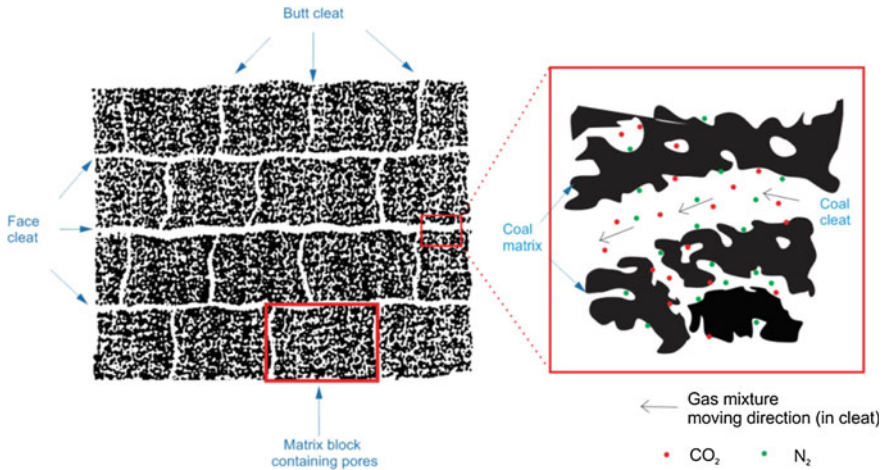 Butt cleat
Face
cleat
Matrix block
containing pores
Coal
matrix
Coal
cleat
Gas mixture
moving direction (in cleat)
CO₂
N₂